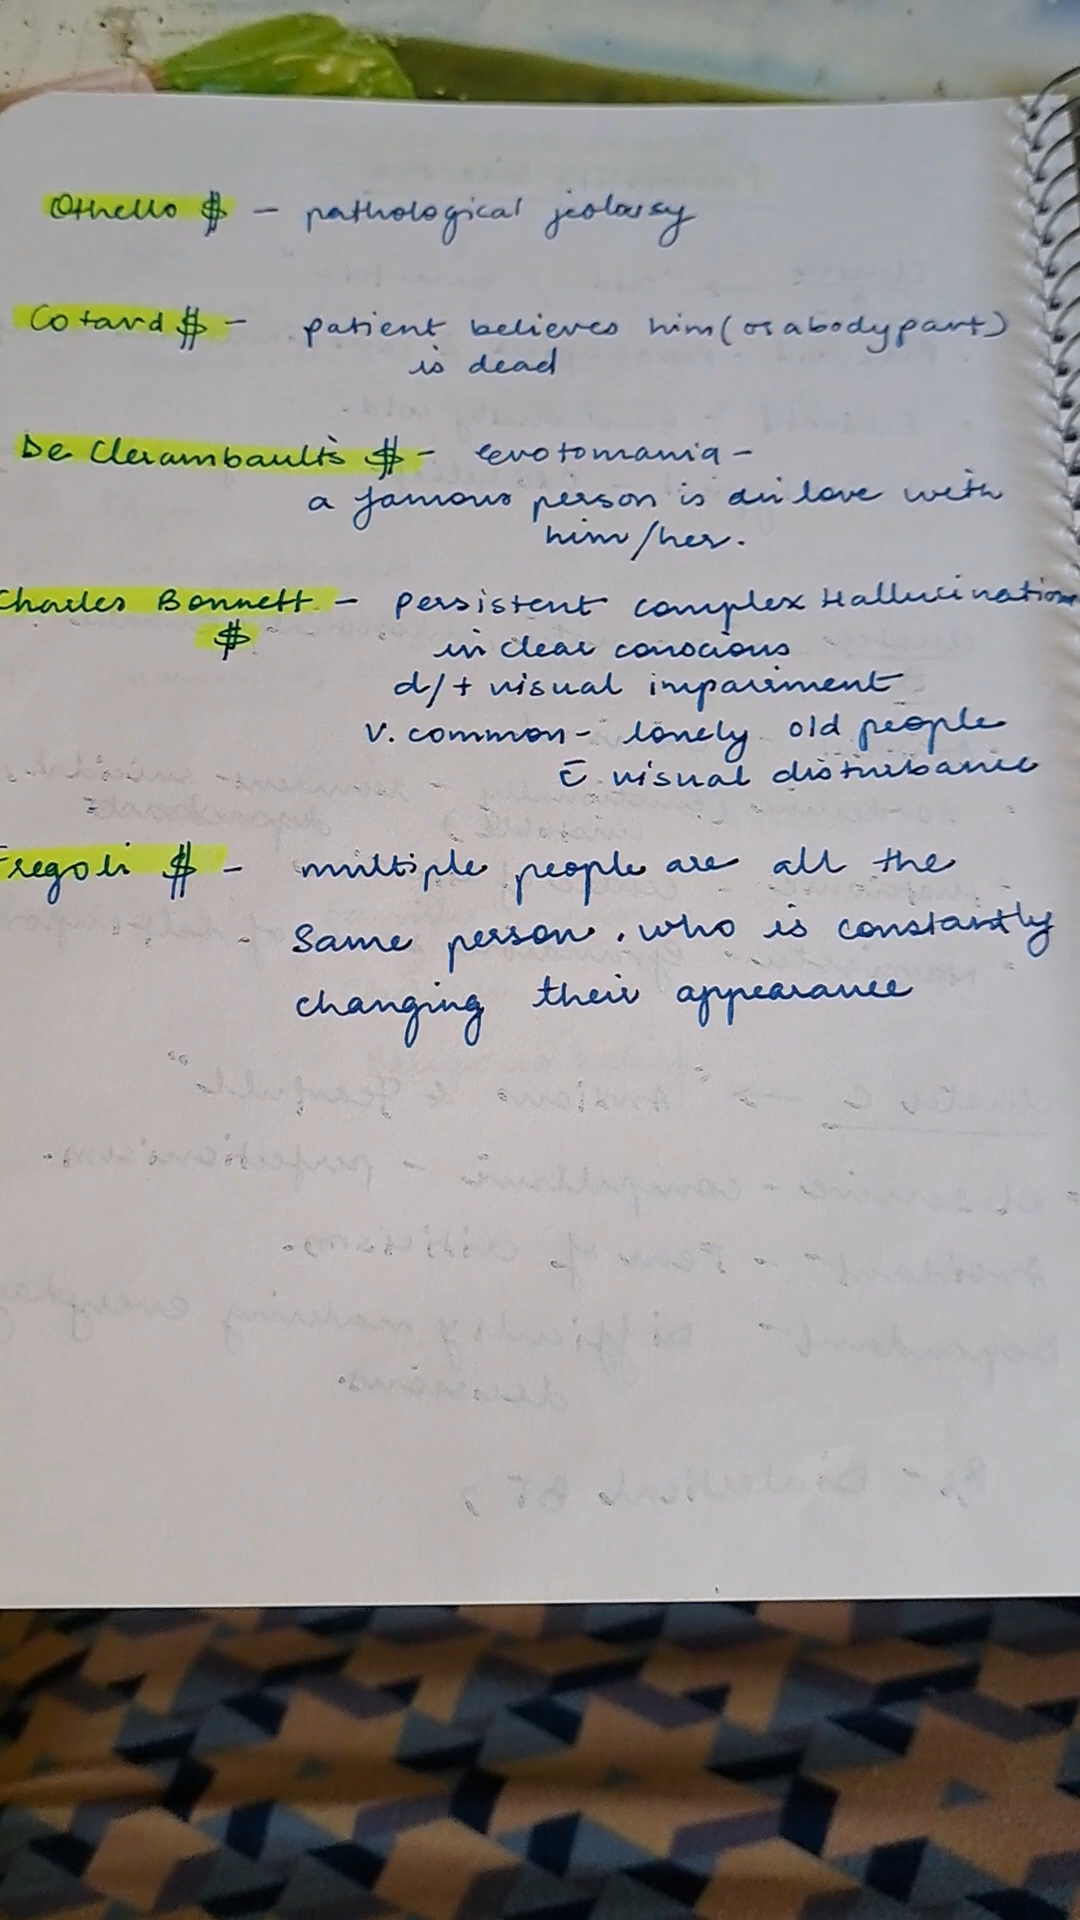 Othello $ - pathological jealousy
Cotard $ - patient believes him (or a body part)
is dead
De Clerambault's $ - Erotomania -
a famous person is in love with
him/her.
Charles Bonnett - Persistent complex Hallucination
$ in clear conscious
d/t visual impairment
v. common - lonely old people
c̄ visual disturbance
Fregoli $ - multiple people are all the
Same person, who is constantly
changing their appearance